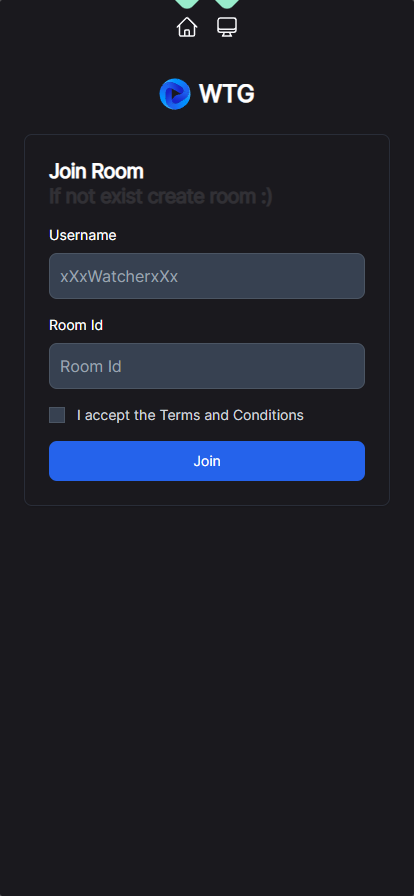 WTG
Join Room
If not exist create room :)
Username
xXxWatcherxXx
Room Id
Room Id
I accept the Terms and Conditions
Join